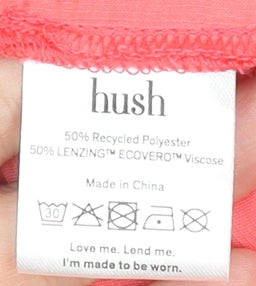 hush
50% Recycled Polyester
50% LENZING™ ECOVERO™ Viscose
Made in China
30
Love me. Lend me.
I'm made to be worn.